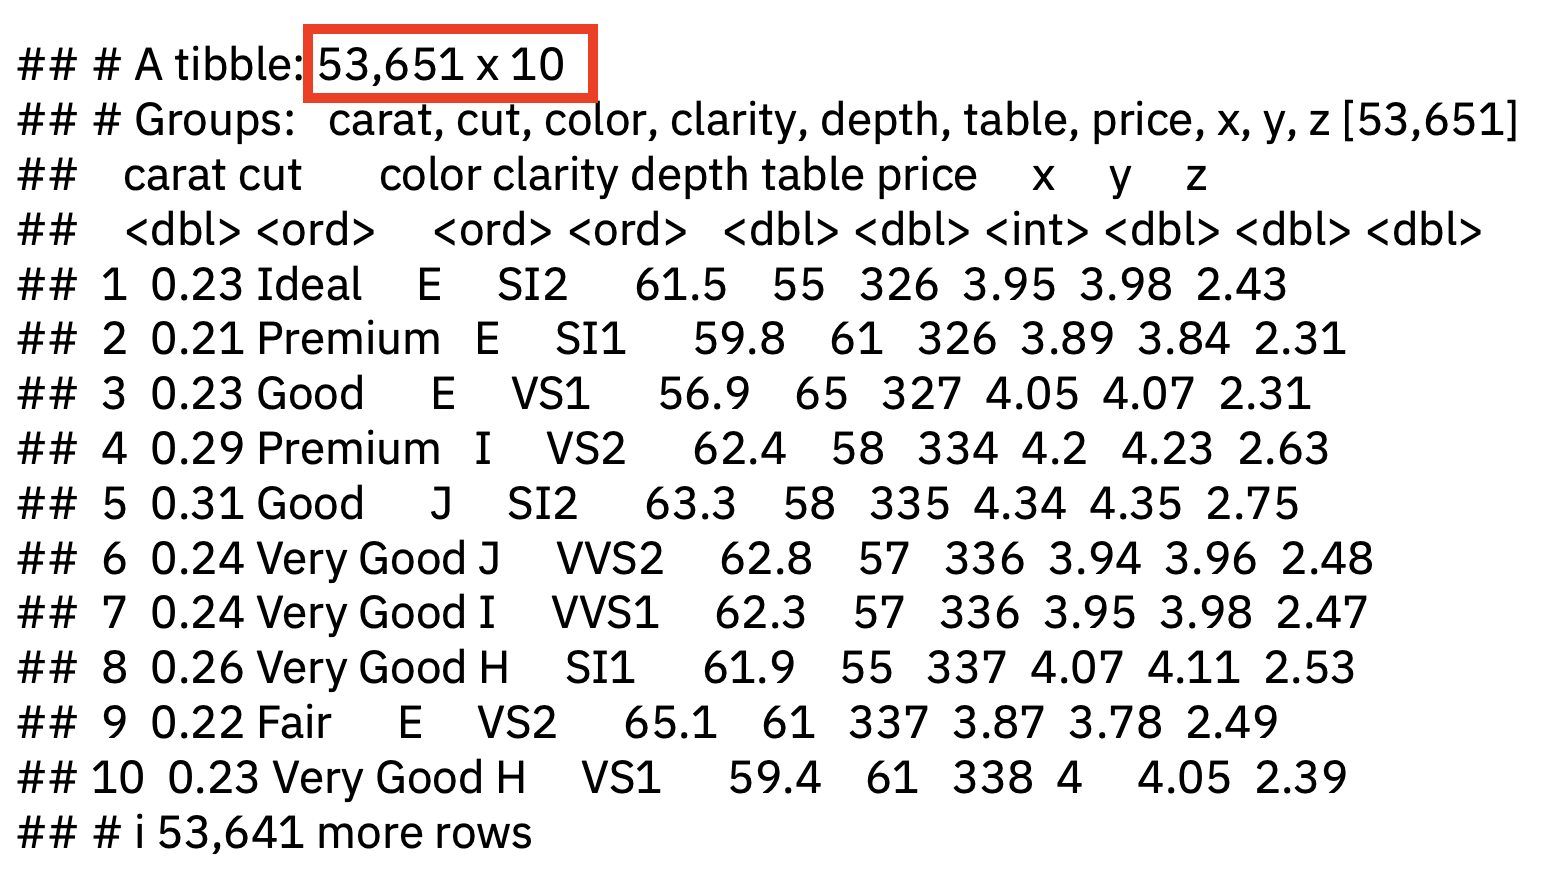 ## # A tibble: 53,651 x 10
## # Groups:   carat, cut, color, clarity, depth, table, price, x, y, z [53,651]
##    carat cut       color clarity depth table price     x     y     z
##    <dbl> <ord>     <ord> <ord>   <dbl> <dbl> <int> <dbl> <dbl> <dbl>
##  1  0.23 Ideal     E     SI2      61.5    55   326  3.95  3.98  2.43
##  2  0.21 Premium   E     SI1      59.8    61   326  3.89  3.84  2.31
##  3  0.23 Good      E     VS1      56.9    65   327  4.05  4.07  2.31
##  4  0.29 Premium   I     VS2      62.4    58   334  4.2   4.23  2.63
##  5  0.31 Good      J     SI2      63.3    58   335  4.34  4.35  2.75
##  6  0.24 Very Good J     VVS2     62.8    57   336  3.94  3.96  2.48
##  7  0.24 Very Good I     VVS1     62.3    57   336  3.95  3.98  2.47
##  8  0.26 Very Good H     SI1      61.9    55   337  4.07  4.11  2.53
##  9  0.22 Fair      E     VS2      65.1    61   337  3.87  3.78  2.49
## 10  0.23 Very Good H     VS1      59.4    61   338  4     4.05  2.39
## # i 53,641 more rows